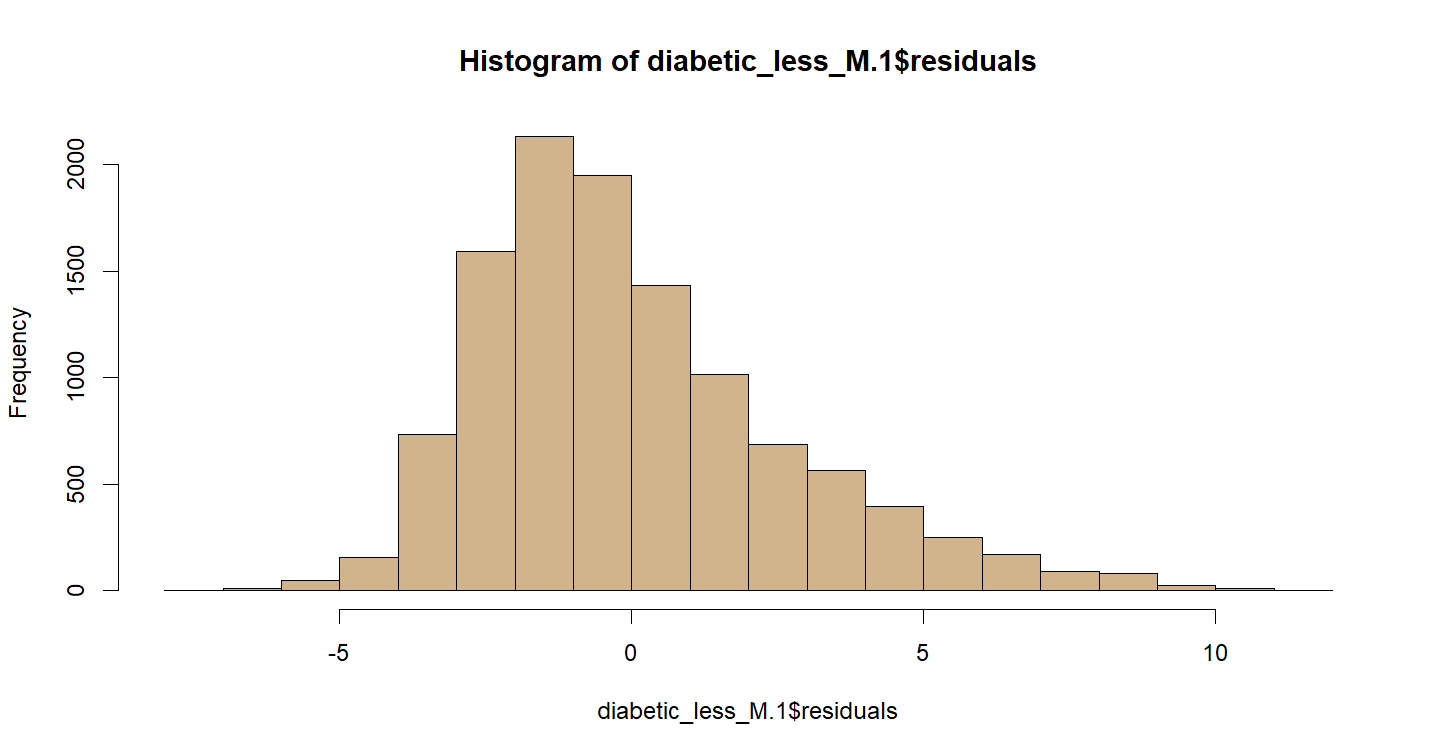 Histogram of diabetic_less_M.1$residuals
2000
1500
1000
500
0
Frequency
-5 0 5 10
diabetic_less_M.1$residuals